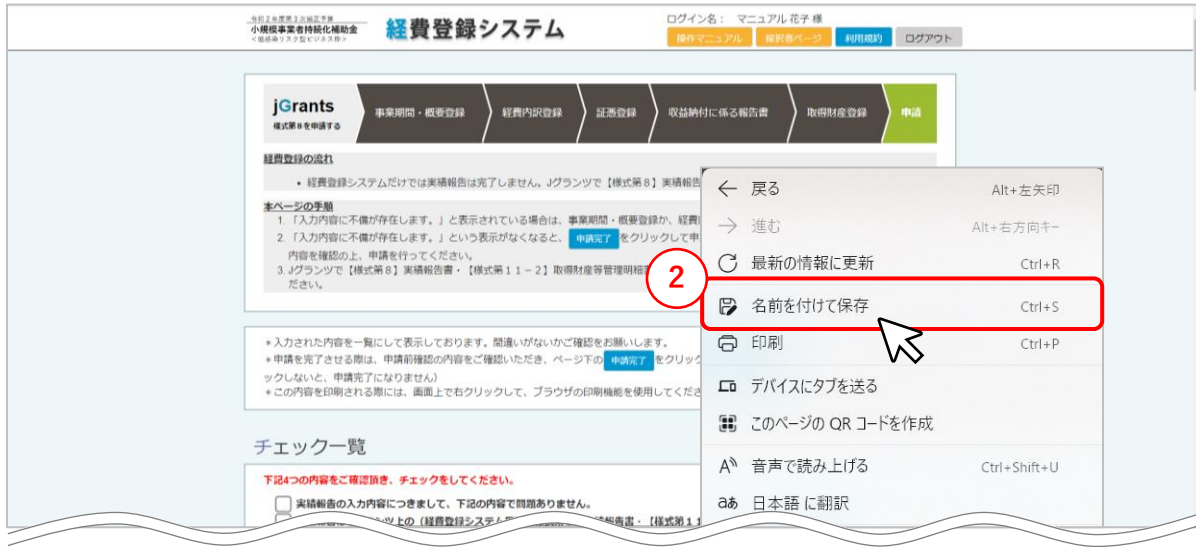 令和2年度第3次補正予算
小規模事業者持続化補助金
<低感染リスク型ビジネス枠>
経費登録システム
ログイン名： マニュアル 花子 様
操作マニュアル
採択者ページ
利用規約
ログアウト
jGrants
様式第8を申請する
事業期間・概要登録
経費内訳登録
証憑登録
収益納付に係る報告書
取得財産登録
申請
経費登録の流れ
• 経費登録システムだけでは実績報告は完了しません。Jグランツで【様式第8】実績報告
本ページの手順
1. 「入力内容に不備が存在します。」と表示されている場合は、事業期間・概要登録か、経費
2. 「入力内容に不備が存在します。」という表示がなくなると、 申請完了 をクリックして申
内容を確認の上、申請を行ってください。
3. Jグランツで【様式第8】実績報告書・【様式第11－2】取得財産等管理明細
ださい。
＊入力された内容を一覧にして表示しております。間違いがないかご確認をお願いします。
＊申請を完了させる際は、申請前確認の内容をご確認いただき、ページ下の 申請完了 をクリック
ックしないと、申請完了になりません）
＊この内容を印刷される際には、画面上で右クリックして、ブラウザの印刷機能を使用してくださ
チェック一覧
下記4つの内容をご確認頂き、チェックをしてください。
実績報告の入力内容につきまして、下記の内容で問題ありません。
戻る Alt+左矢印
進む Alt+右方向キー
最新の情報に更新 Ctrl+R
②
名前を付けて保存 Ctrl+S
印刷 Ctrl+P
デバイスにタブを送る
このページの QR コードを作成
音声で読み上げる Ctrl+Shift+U
aあ 日本語 に翻訳